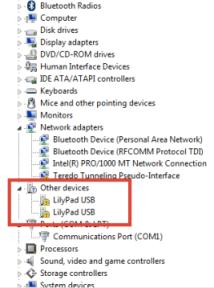 Bluetooth Radios
Computer
Disk drives
Display adapters
DVD/CD-ROM drives
Human Interface Devices
IDE ATA/ATAPI controllers
Keyboards
Mice and other pointing devices
Monitors
Network adapters
Bluetooth Device (Personal Area Network)
Bluetooth Device (RFCOMM Protocol TDI)
Intel(R) PRO/1000 MT Network Connection
Teredo Tunneling Pseudo-Interface
Other devices
LilyPad USB
LilyPad USB
Ports (COM & LPT)
Communications Port (COM1)
Processors
Sound, video and game controllers
Storage controllers
System devices